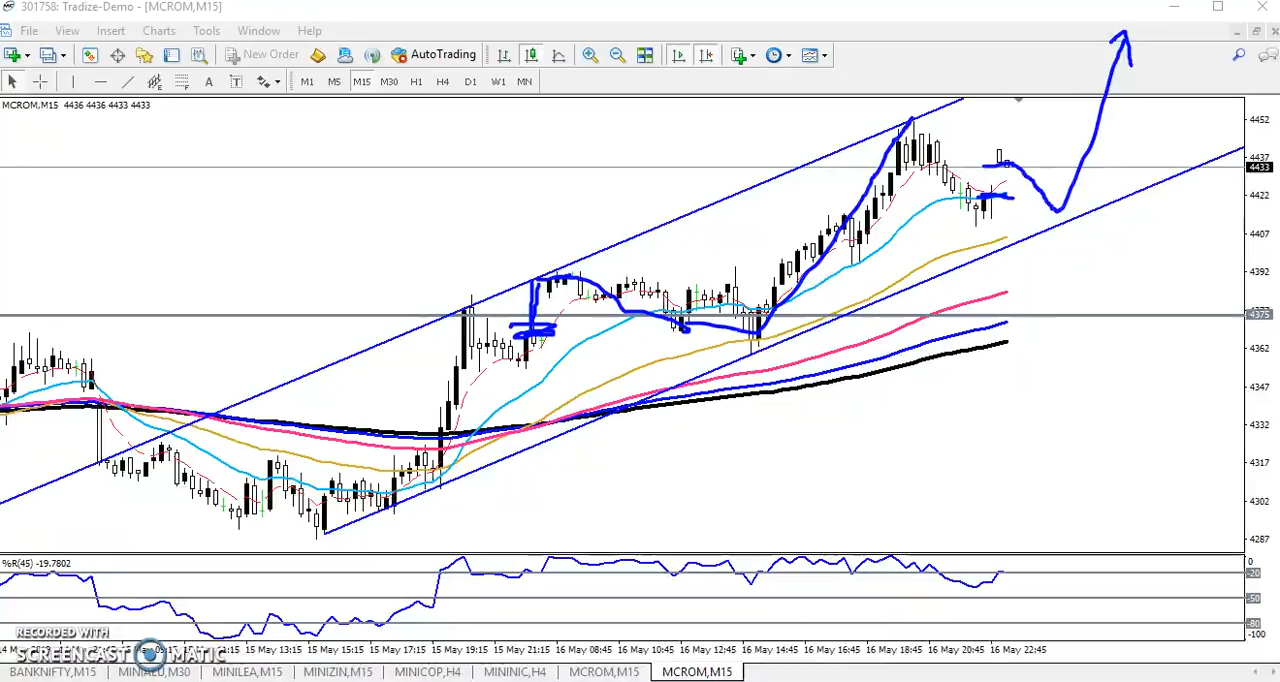 301758: Tradize-Demo - [MCROM,M15]
File View Insert Charts Tools Window Help
New Order AutoTrading
A T M1 M5 M15 M30 H1 H4 D1 W1 MN
MCROM,M15 4436 4436 4433 4433
4452
4437
4433
4422
4407
4392
4375
4362
4347
4332
4317
4302
4287
%R(45) -19.7802
0
-20
-50
-80
-100
RECORDED WITH
SCREENCAST MATIC
15 May 13:15 15 May 15:15 15 May 17:15 15 May 19:15 15 May 21:15 16 May 08:45 16 May 10:45 16 May 12:45 16 May 14:45 16 May 16:45 16 May 18:45 16 May 20:45 16 May 22:45
BANKNIFTY,M15 MINIALU,M30 MINILEA,M15 MINIZIN,M15 MINICOP,H4 MININIC,H4 MCROM,M15 MCROM,M15